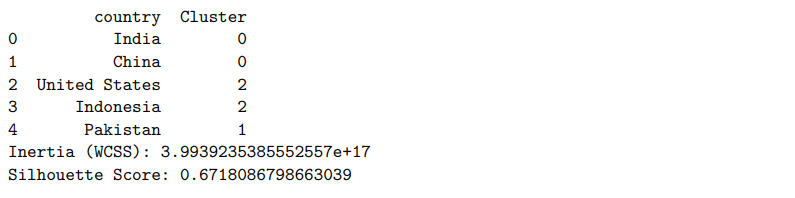 country Cluster
0 India 0
1 China 0
2 United States 2
3 Indonesia 2
4 Pakistan 1
Inertia (WCSS): 3.9939235385552557e+17
Silhouette Score: 0.6718086798663039